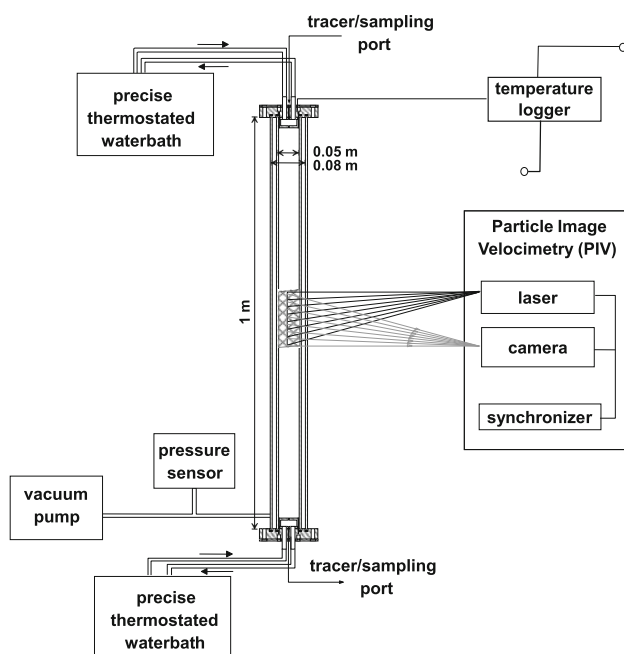 tracer/sampling
port
precise
thermostated
waterbath
temperature
logger
0.05 m
0.08 m
Particle Image
Velocimetry (PIV)
laser
1 m
camera
synchronizer
pressure
sensor
vacuum
pump
tracer/sampling
port
precise
thermostated
waterbath